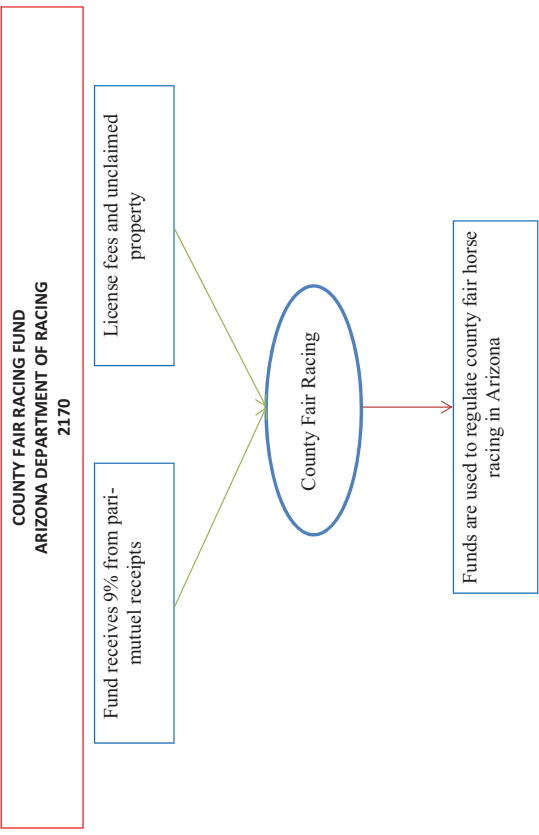 COUNTY FAIR RACING FUND
ARIZONA DEPARTMENT OF RACING
2170
Fund receives 9% from pari-
mutuel receipts
License fees and unclaimed
property
County Fair Racing
Funds are used to regulate county fair horse
racing in Arizona